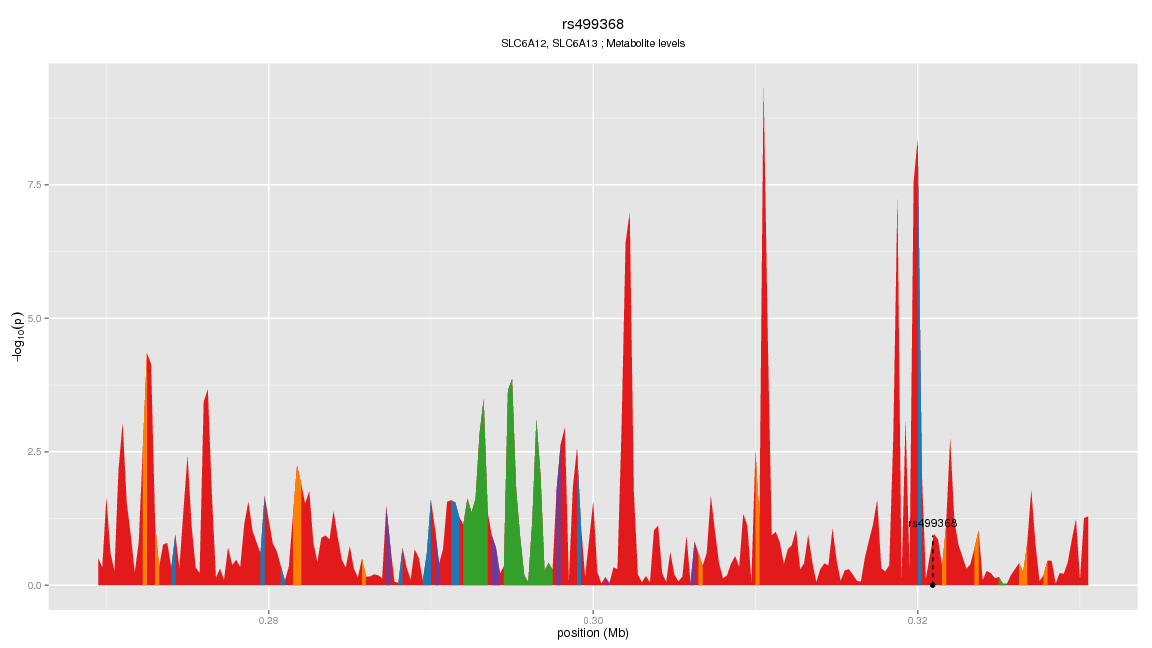 rs499368
SLC6A12, SLC6A13 ; Metabolite levels
7.5
5.0
2.5
0.0
−log10(p)
rs499368
0.28
0.30
0.32
position (Mb)